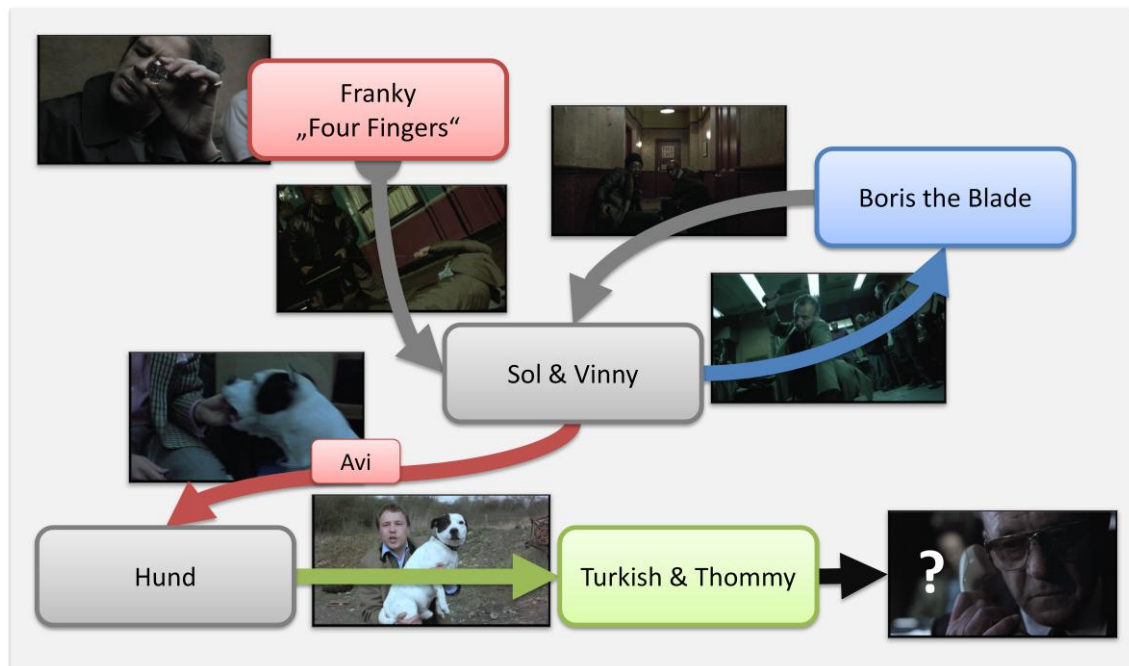 Franky
„Four Fingers“
Boris the Blade
Sol & Vinny
Avi
Hund
Turkish & Thommy
?